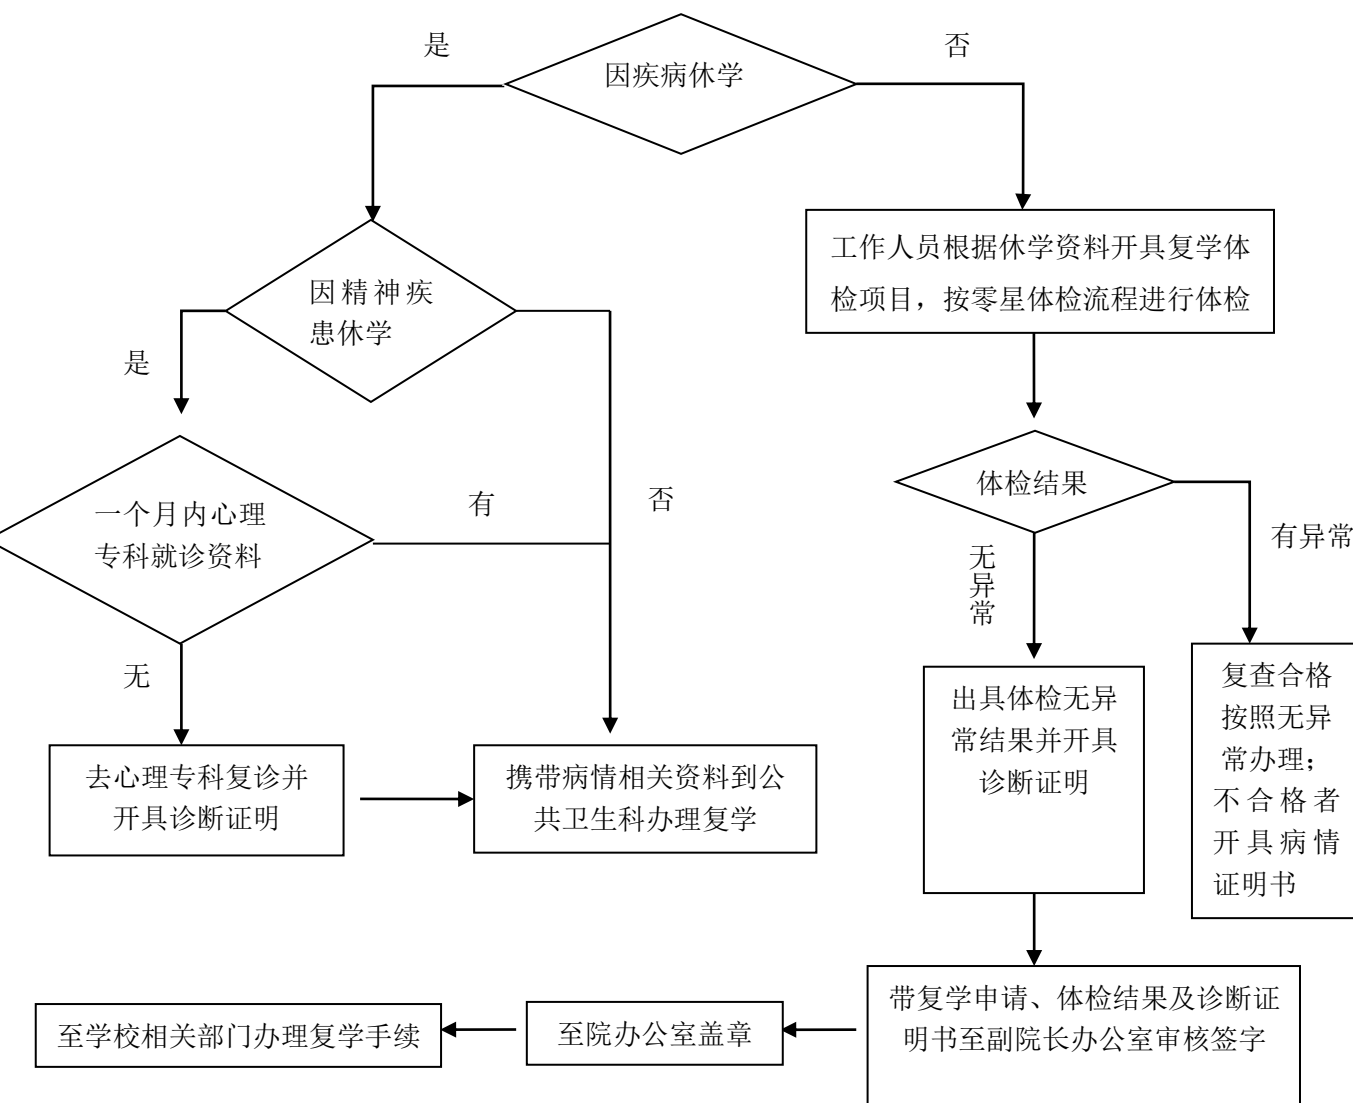 是
否
因疾病休学
工作人员根据休学资料开具复学体
检项目，按零星体检流程进行体检
因精神疾
患休学
是
体检结果
一个月内心理
专科就诊资料
有
否
有异常
无
异
常
无
复查合格
按照无异
常办理；
不合格者
开具病情
证明书
出具体检无异
常结果并开具
诊断证明
去心理专科复诊并
开具诊断证明
携带病情相关资料到公
共卫生科办理复学
带复学申请、体检结果及诊断证
明书至副院长办公室审核签字
至院办公室盖章
至学校相关部门办理复学手续